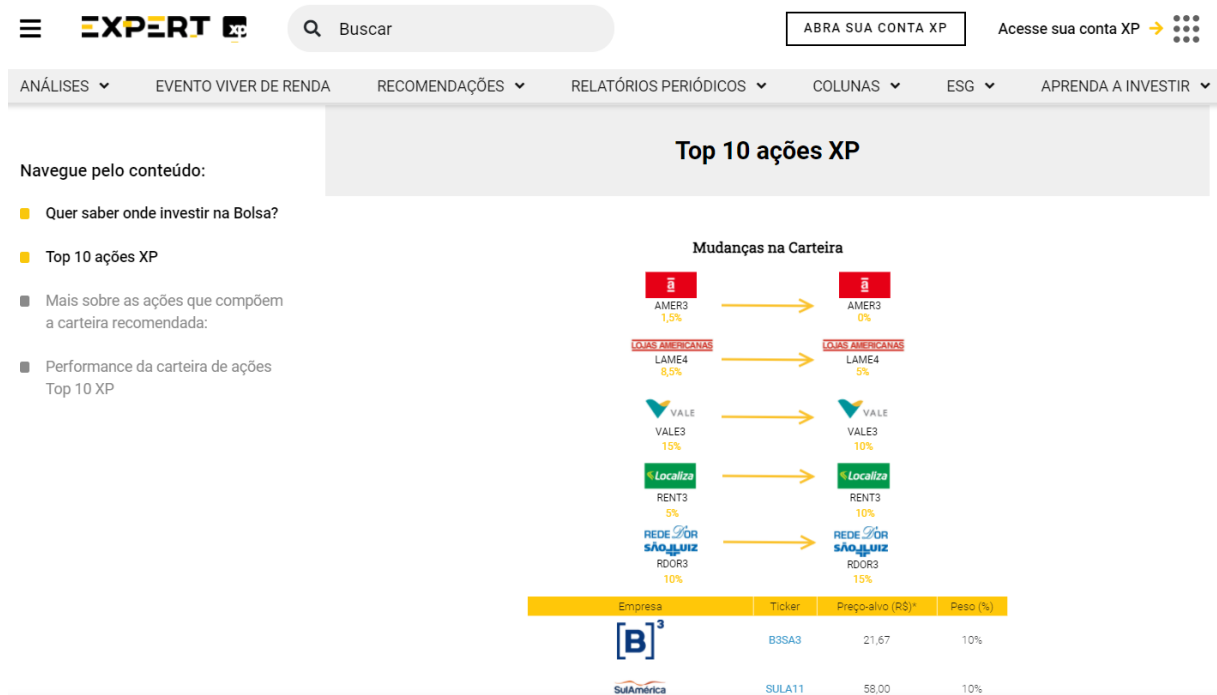 EXPERT xp
Buscar
ABRA SUA CONTA XP
Acesse sua conta XP
ANÁLISES
EVENTO VIVER DE RENDA
RECOMENDAÇÕES
RELATÓRIOS PERIÓDICOS
COLUNAS
ESG
APRENDA A INVESTIR
Navegue pelo conteúdo:
Quer saber onde investir na Bolsa?
Top 10 ações XP
Mais sobre as ações que compõem
a carteira recomendada:
Performance da carteira de ações
Top 10 XP
Top 10 ações XP
Mudanças na Carteira
a a
AMER3 AMER3
1,5% 0%
LOJAS AMERICANAS LOJAS AMERICANAS
LAME4 LAME4
8,5% 5%
VALE VALE
VALE3 VALE3
15% 10%
Localiza Localiza
RENT3 RENT3
5% 10%
REDE D'OR REDE D'OR
SÃO LUIZ SÃO LUIZ
RDOR3 RDOR3
10% 15%
Empresa Ticker Preço-alvo (R$)* Peso (%)
[B]3 B3SA3 21,67 10%
SulAmérica SULA11 58,00 10%